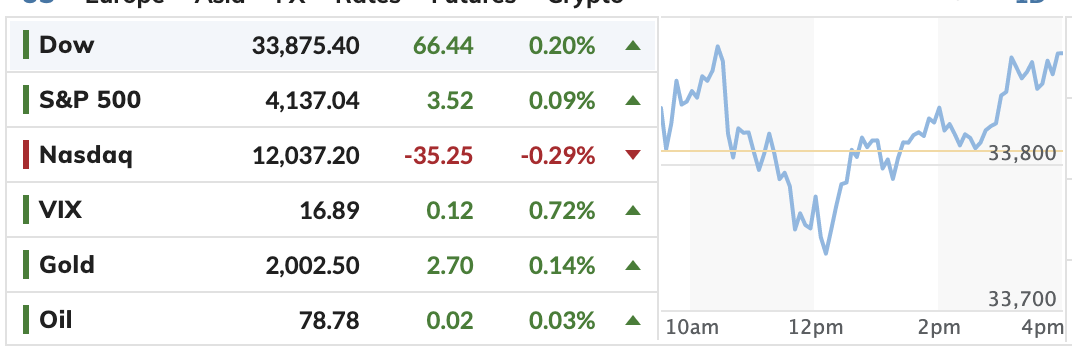 US Europe Asia FX Rates Futures Crypto 1D
Dow 33,875.40 66.44 0.20%
S&P 500 4,137.04 3.52 0.09%
Nasdaq 12,037.20 -35.25 -0.29%
VIX 16.89 0.12 0.72%
Gold 2,002.50 2.70 0.14%
Oil 78.78 0.02 0.03%
33,800
33,700
10am 12pm 2pm 4pm